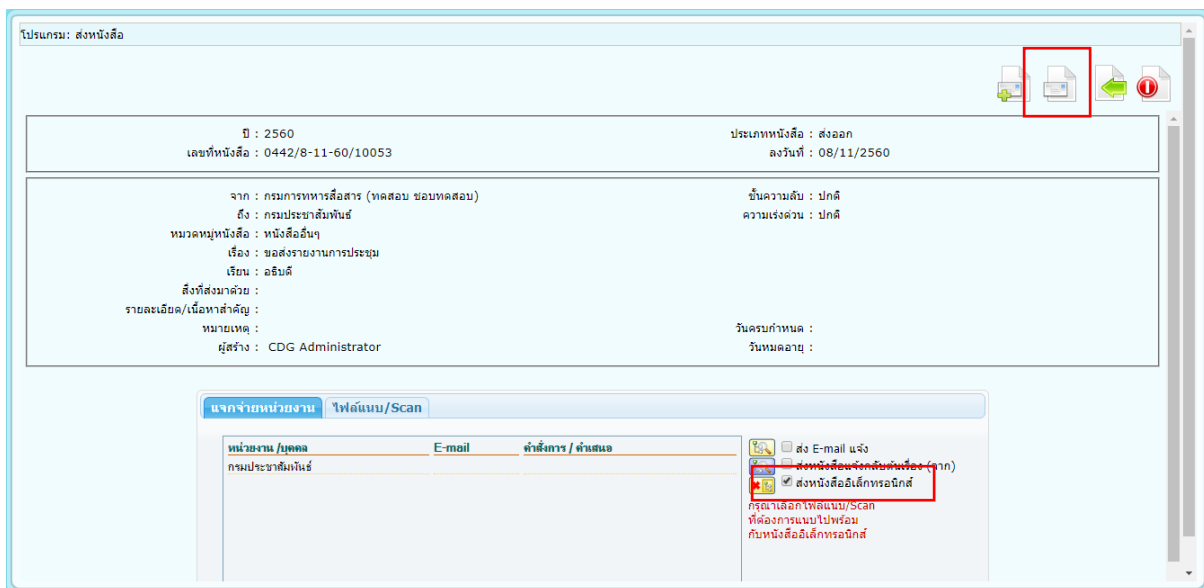 โปรแกรม: ส่งหนังสือ
ปี : 2560 ประเภทหนังสือ : ส่งออก
เลขที่หนังสือ : 0442/8-11-60/10053 ลงวันที่ : 08/11/2560
จาก : กรมการทหารสื่อสาร (ทดสอบ ชอบทดสอบ) ชั้นความลับ : ปกติ
ถึง : กรมประชาสัมพันธ์ ความเร่งด่วน : ปกติ
หมวดหมู่หนังสือ : หนังสืออื่นๆ
เรื่อง : ขอส่งรายงานการประชุม
เรียน : อธิบดี
สิ่งที่ส่งมาด้วย :
รายละเอียด/เนื้อหาสำคัญ :
หมายเหตุ : วันครบกำหนด :
ผู้สร้าง : CDG Administrator วันหมดอายุ :
แจกจ่ายหน่วยงาน ไฟล์แนบ/Scan
หน่วยงาน /บุคคล E-mail คำสั่งการ / คำเสนอ
ส่ง E-mail แจ้ง
กรมประชาสัมพันธ์
ส่งหนังสือแจ้งกลับต้นเรื่อง (จาก)
ส่งหนังสืออิเล็กทรอนิกส์
กรุณาเลือกไฟล์แนบ/Scan
ที่ต้องการแนบไปพร้อม
กับหนังสืออิเล็กทรอนิกส์